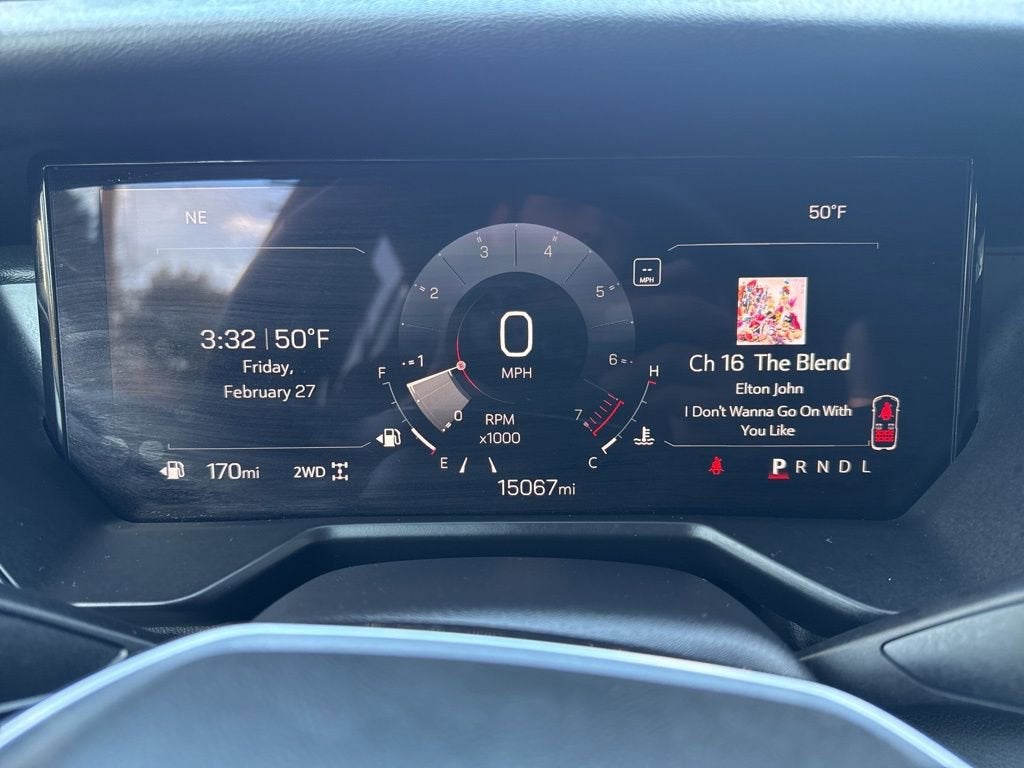 NE
50°F
3:32 | 50°F
Friday,
February 27
170mi
2WD
F
E
0
1
2
3
4
5
6
7
0
MPH
RPM
x1000
15067mi
--
MPH
H
C
Ch 16 The Blend
Elton John
I Don't Wanna Go On With
You Like
P R N D L